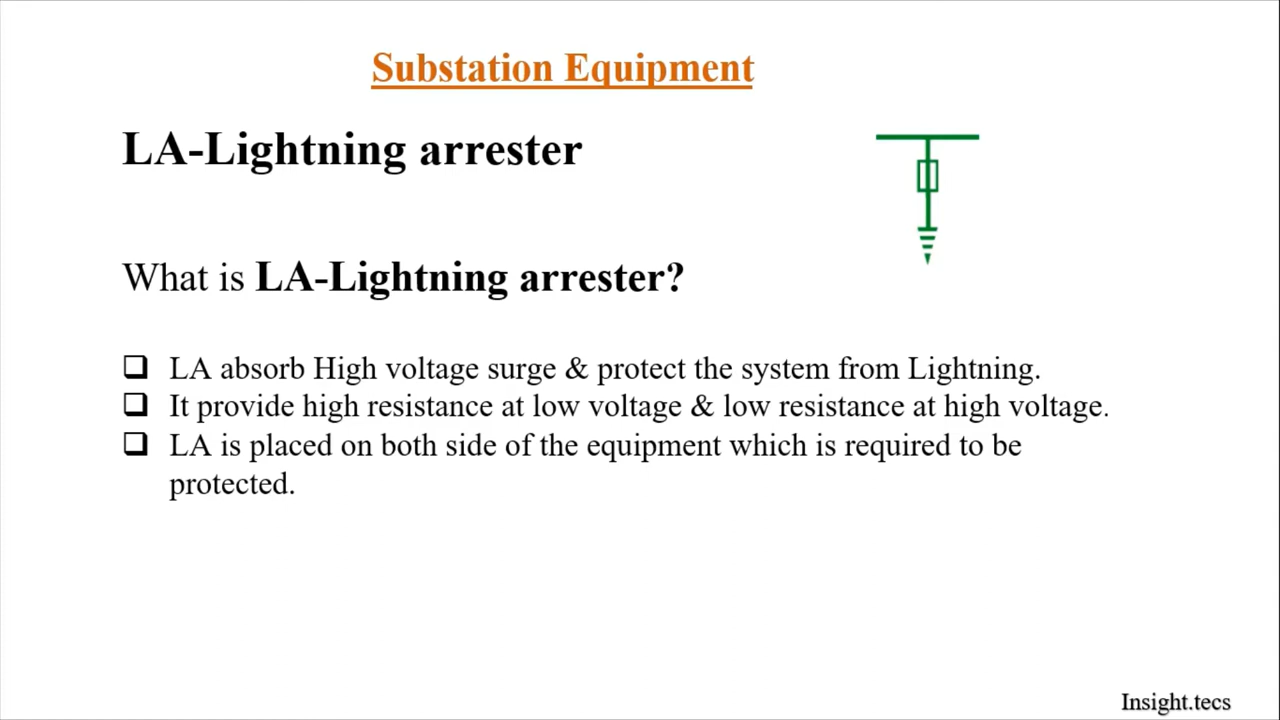 Substation Equipment
LA-Lightning arrester
What is LA-Lightning arrester?
❑ LA absorb High voltage surge & protect the system from Lightning.
❑ It provide high resistance at low voltage & low resistance at high voltage.
❑ LA is placed on both side of the equipment which is required to be
protected.
Insight.tecs